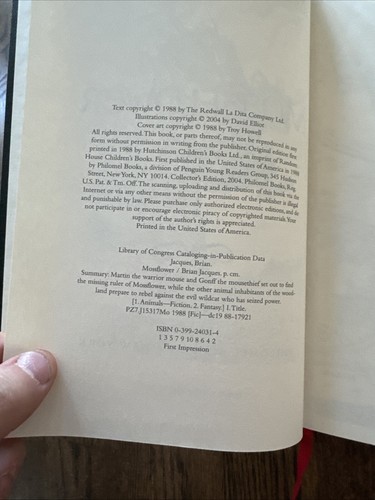 Text copyright © 1988 by The Redwall La Dita Company Ltd.
Illustrations copyright © 2004 by David Elliot
Cover art copyright © 1988 by Troy Howell
All rights reserved. This book, or parts thereof, may not be reproduced in any
form without permission in writing from the publisher. Original edition first
printed in 1988 by Hutchinson Children's Books Ltd., an imprint of Random
House Children's Books. First published in the United States of America in 1988
by Philomel Books, a division of Penguin Young Readers Group, 345 Hudson
Street, New York, NY 10014. Collector's Edition, 2004. Philomel Books, Reg.
U.S. Pat. & Tm. Off. The scanning, uploading and distribution of this book via the
Internet or via any other means without the permission of the publisher is illegal
and punishable by law. Please purchase only authorized electronic editions, and do
not participate in or encourage electronic piracy of copyrighted materials. Your
support of the author's rights is appreciated.
Printed in the United States of America.
Library of Congress Cataloging-in-Publication Data
Jacques, Brian.
Mossflower / Brian Jacques. p. cm.
Summary: Martin the warrior mouse and Gonff the mousethief set out to find
the missing ruler of Mossflower, while the other animal inhabitants of the wood-
land prepare to rebel against the evil wildcat who has seized power.
[1. Animals—Fiction. 2. Fantasy.] I. Title.
PZ7.J15317Mo 1988 [Fic]—dc19 88-17921
ISBN 0-399-24031-4
1 3 5 7 9 10 8 6 4 2
First Impression